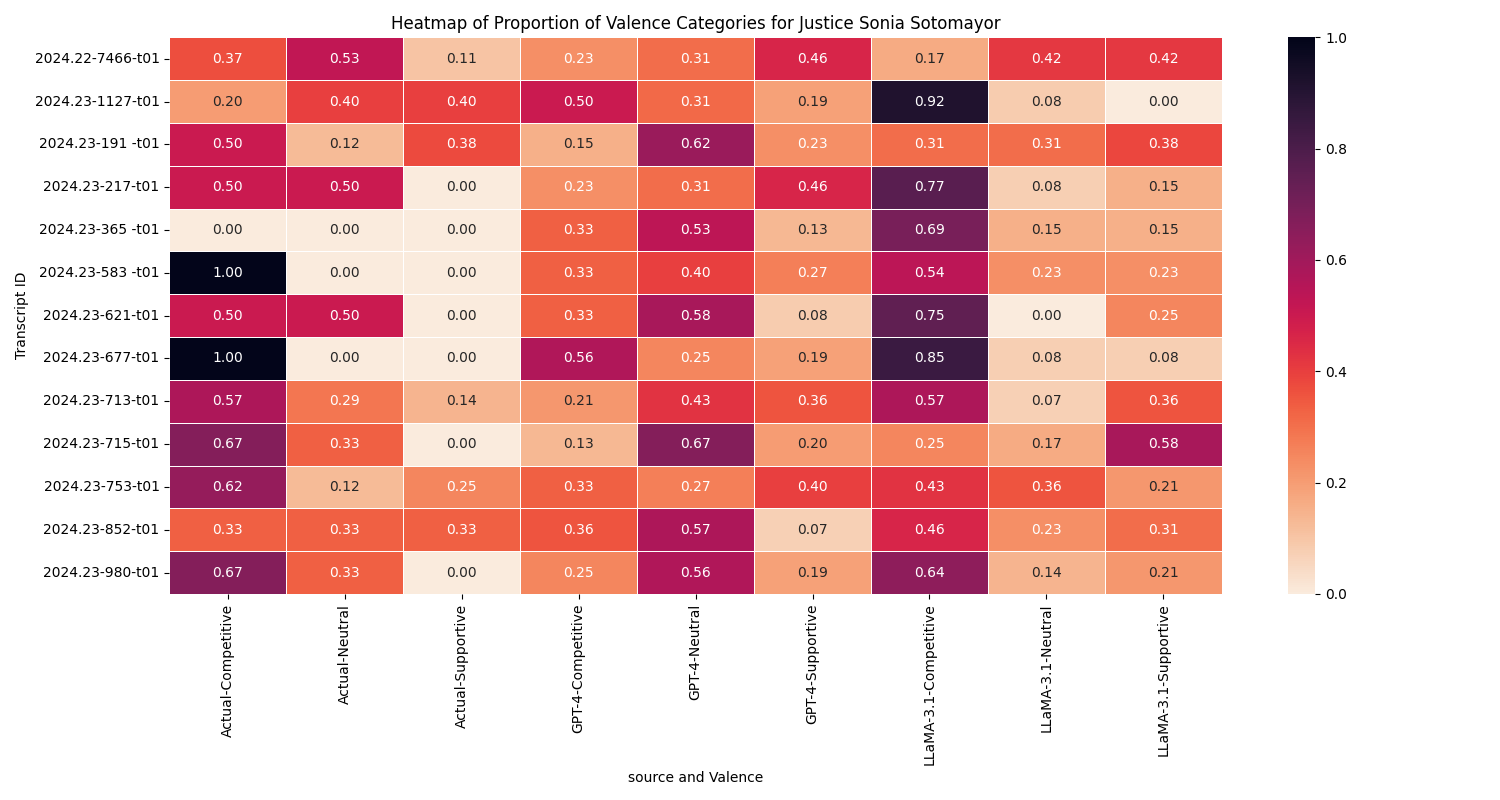 Heatmap of Proportion of Valence Categories for Justice Sonia Sotomayor
2024.22-7466-t01 0.37 0.53 0.11 0.23 0.31 0.46 0.17 0.42 0.42
2024.23-1127-t01 0.20 0.40 0.40 0.50 0.31 0.19 0.92 0.08 0.00
2024.23-191 -t01 0.50 0.12 0.38 0.15 0.62 0.23 0.31 0.31 0.38
2024.23-217-t01 0.50 0.50 0.00 0.23 0.31 0.46 0.77 0.08 0.15
2024.23-365 -t01 0.00 0.00 0.00 0.33 0.53 0.13 0.69 0.15 0.15
2024.23-583 -t01 1.00 0.00 0.00 0.33 0.40 0.27 0.54 0.23 0.23
2024.23-621-t01 0.50 0.50 0.00 0.33 0.58 0.08 0.75 0.00 0.25
2024.23-677-t01 1.00 0.00 0.00 0.56 0.25 0.19 0.85 0.08 0.08
2024.23-713-t01 0.57 0.29 0.14 0.21 0.43 0.36 0.57 0.07 0.36
2024.23-715-t01 0.67 0.33 0.00 0.13 0.67 0.20 0.25 0.17 0.58
2024.23-753-t01 0.62 0.12 0.25 0.33 0.27 0.40 0.43 0.36 0.21
2024.23-852-t01 0.33 0.33 0.33 0.36 0.57 0.07 0.46 0.23 0.31
2024.23-980-t01 0.67 0.33 0.00 0.25 0.56 0.19 0.64 0.14 0.21
Transcript ID
Actual-Competitive
Actual-Neutral
Actual-Supportive
GPT-4-Competitive
GPT-4-Neutral
GPT-4-Supportive
LLaMA-3.1-Competitive
LLaMA-3.1-Neutral
LLaMA-3.1-Supportive
source and Valence
1.0
0.8
0.6
0.4
0.2
0.0